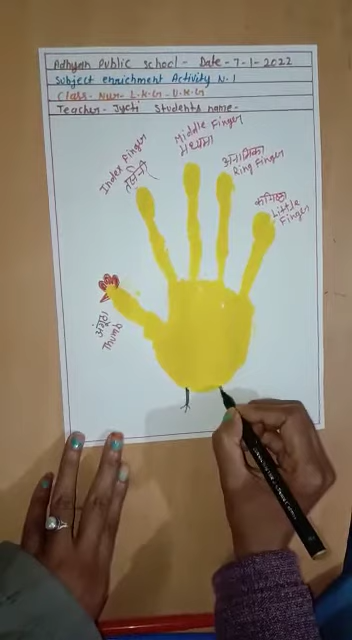 Adhyan Public School - Date - 7-1-2022
Subject enrichment Activity N. 1
Class - Nur - L-K-G - U-K-G
Teacher - Jyoti Students name -
Middle Finger
मध्यमा
Index Finger
तर्जनी
अनामिका
Ring Finger
कनिष्ठा
Little
Finger
अंगूठा
Thumb